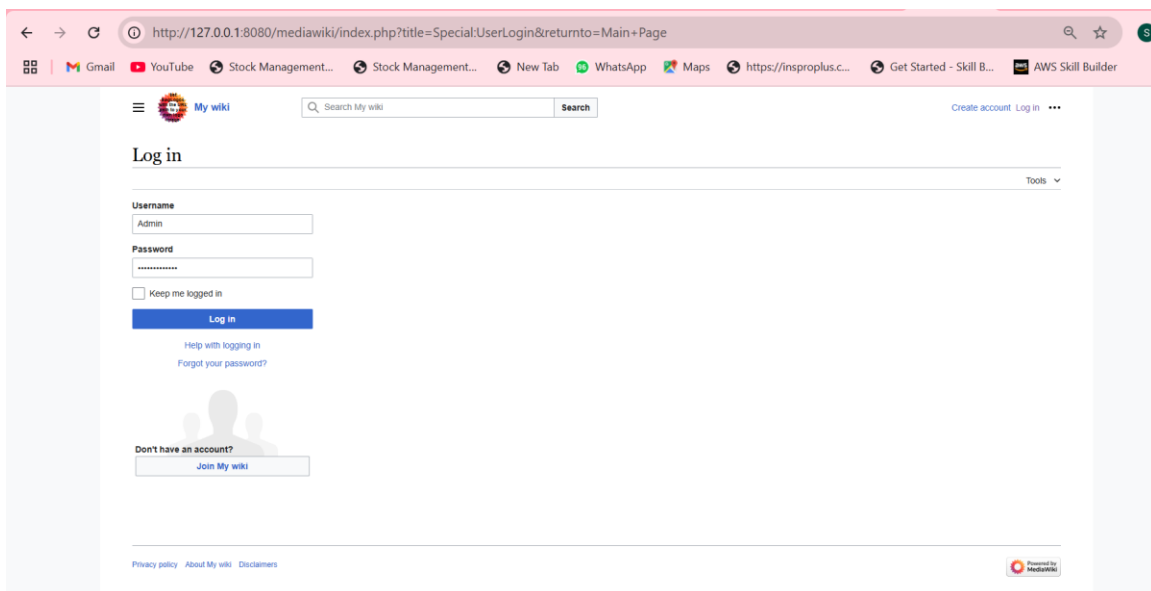 http://127.0.0.1:8080/mediawiki/index.php?title=Special:UserLogin&returnto=Main+Page
S
Gmail YouTube Stock Management... Stock Management... New Tab WhatsApp Maps https://insproplus.c... Get Started - Skill B... AWS Skill Builder
My wiki Search My wiki Search Create account Log in
Log in
Tools
Username
Admin
Password
Keep me logged in
Log in
Help with logging in
Forgot your password?
Don't have an account?
Join My wiki
Privacy policy About My wiki Disclaimers
Powered by
MediaWiki